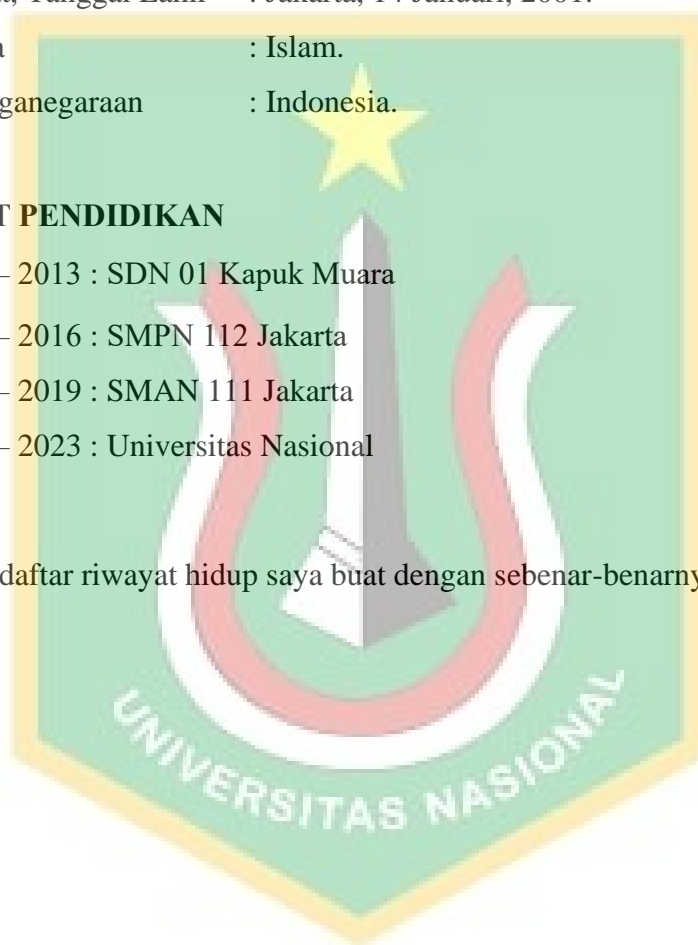 t, Tanggal Lahir : Jakarta, 14 Januari, 2001.
a : Islam.
ganegaraan : Indonesia.
T PENDIDIKAN
– 2013 : SDN 01 Kapuk Muara
– 2016 : SMPN 112 Jakarta
– 2019 : SMAN 111 Jakarta
– 2023 : Universitas Nasional
daftar riwayat hidup saya buat dengan sebenar-benarny
UNIVERSITAS NASIONAL